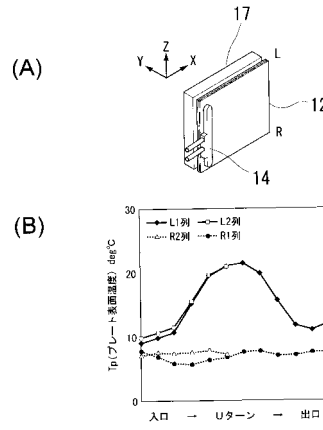 (A)
17
Z
Y
X
L
12
R
14
(B)
30
20
10
0
L1列
L2列
R2列
R1列
Tp(プレート表面温度) deg℃
入口 → Uターン → 出口